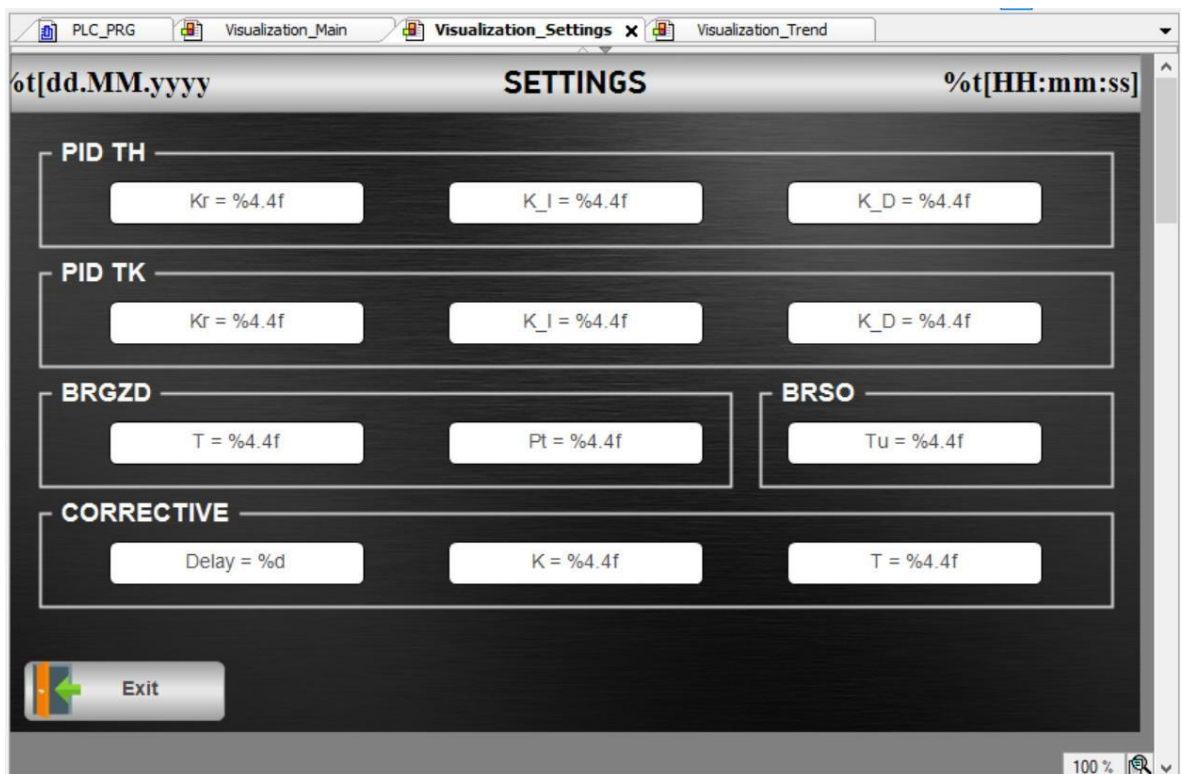 PLC_PRG Visualization_Main Visualization_Settings X Visualization_Trend
%t[dd.MM.yyyy SETTINGS %t[HH:mm:ss]
PID TH
Kr = %4.4f K_I = %4.4f K_D = %4.4f
PID TK
Kr = %4.4f K_I = %4.4f K_D = %4.4f
BRGZD BRSO
T = %4.4f Pt = %4.4f Tu = %4.4f
CORRECTIVE
Delay = %d K = %4.4f T = %4.4f
Exit
100 %